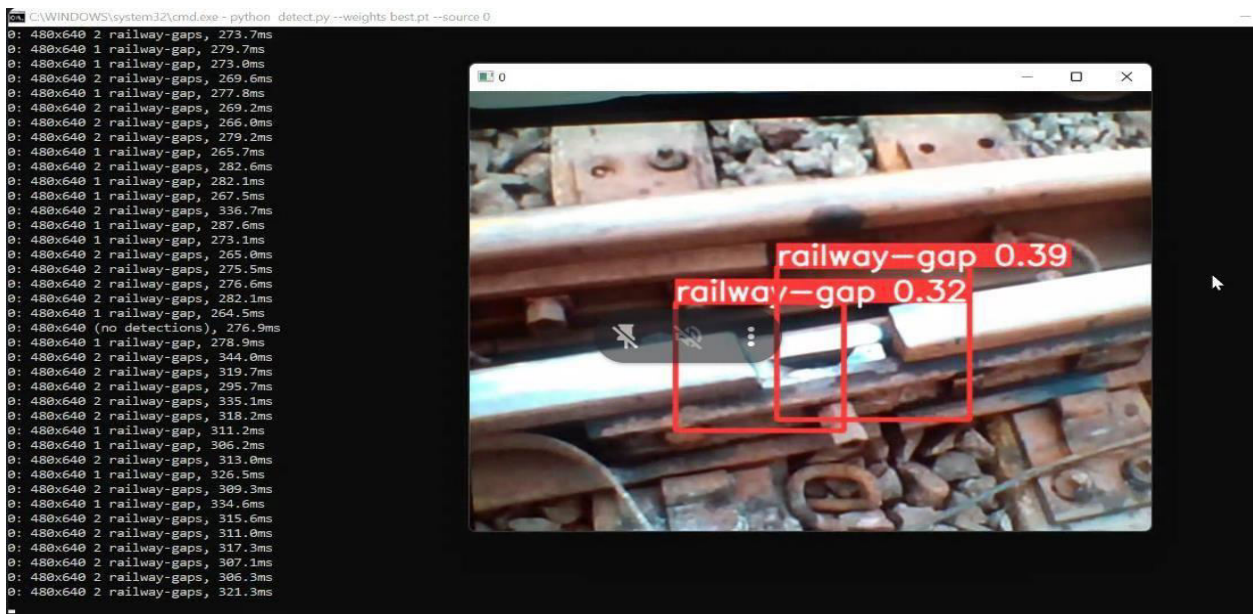 C:\WINDOWS\system32\cmd.exe - python detect.py --weights best.pt --source 0
0: 480x640 2 railway-gaps, 273.7ms
0: 480x640 1 railway-gap, 279.7ms
0: 480x640 1 railway-gap, 273.0ms
0: 480x640 2 railway-gaps, 269.6ms
0: 480x640 1 railway-gap, 277.8ms
0: 480x640 2 railway-gaps, 269.2ms
0: 480x640 2 railway-gaps, 266.0ms
0: 480x640 2 railway-gaps, 279.2ms
0: 480x640 1 railway-gap, 265.7ms
0: 480x640 2 railway-gaps, 282.6ms
0: 480x640 1 railway-gap, 282.1ms
0: 480x640 1 railway-gap, 267.5ms
0: 480x640 2 railway-gaps, 336.7ms
0: 480x640 1 railway-gap, 287.6ms
0: 480x640 1 railway-gap, 273.1ms
0: 480x640 2 railway-gaps, 265.0ms
0: 480x640 2 railway-gaps, 275.5ms
0: 480x640 2 railway-gaps, 276.6ms
0: 480x640 2 railway-gaps, 282.1ms
0: 480x640 1 railway-gap, 264.5ms
0: 480x640 (no detections), 276.9ms
0: 480x640 1 railway-gap, 278.9ms
0: 480x640 2 railway-gaps, 344.0ms
0: 480x640 2 railway-gaps, 319.7ms
0: 480x640 2 railway-gaps, 295.7ms
0: 480x640 2 railway-gaps, 335.1ms
0: 480x640 2 railway-gaps, 318.2ms
0: 480x640 1 railway-gap, 311.2ms
0: 480x640 1 railway-gap, 306.2ms
0: 480x640 2 railway-gaps, 313.0ms
0: 480x640 1 railway-gap, 326.5ms
0: 480x640 2 railway-gaps, 309.3ms
0: 480x640 1 railway-gap, 334.6ms
0: 480x640 2 railway-gaps, 315.6ms
0: 480x640 2 railway-gaps, 311.0ms
0: 480x640 2 railway-gaps, 317.3ms
0: 480x640 2 railway-gaps, 307.1ms
0: 480x640 2 railway-gaps, 306.3ms
0: 480x640 2 railway-gaps, 321.3ms
0
railway-gap 0.39
railway-gap 0.32